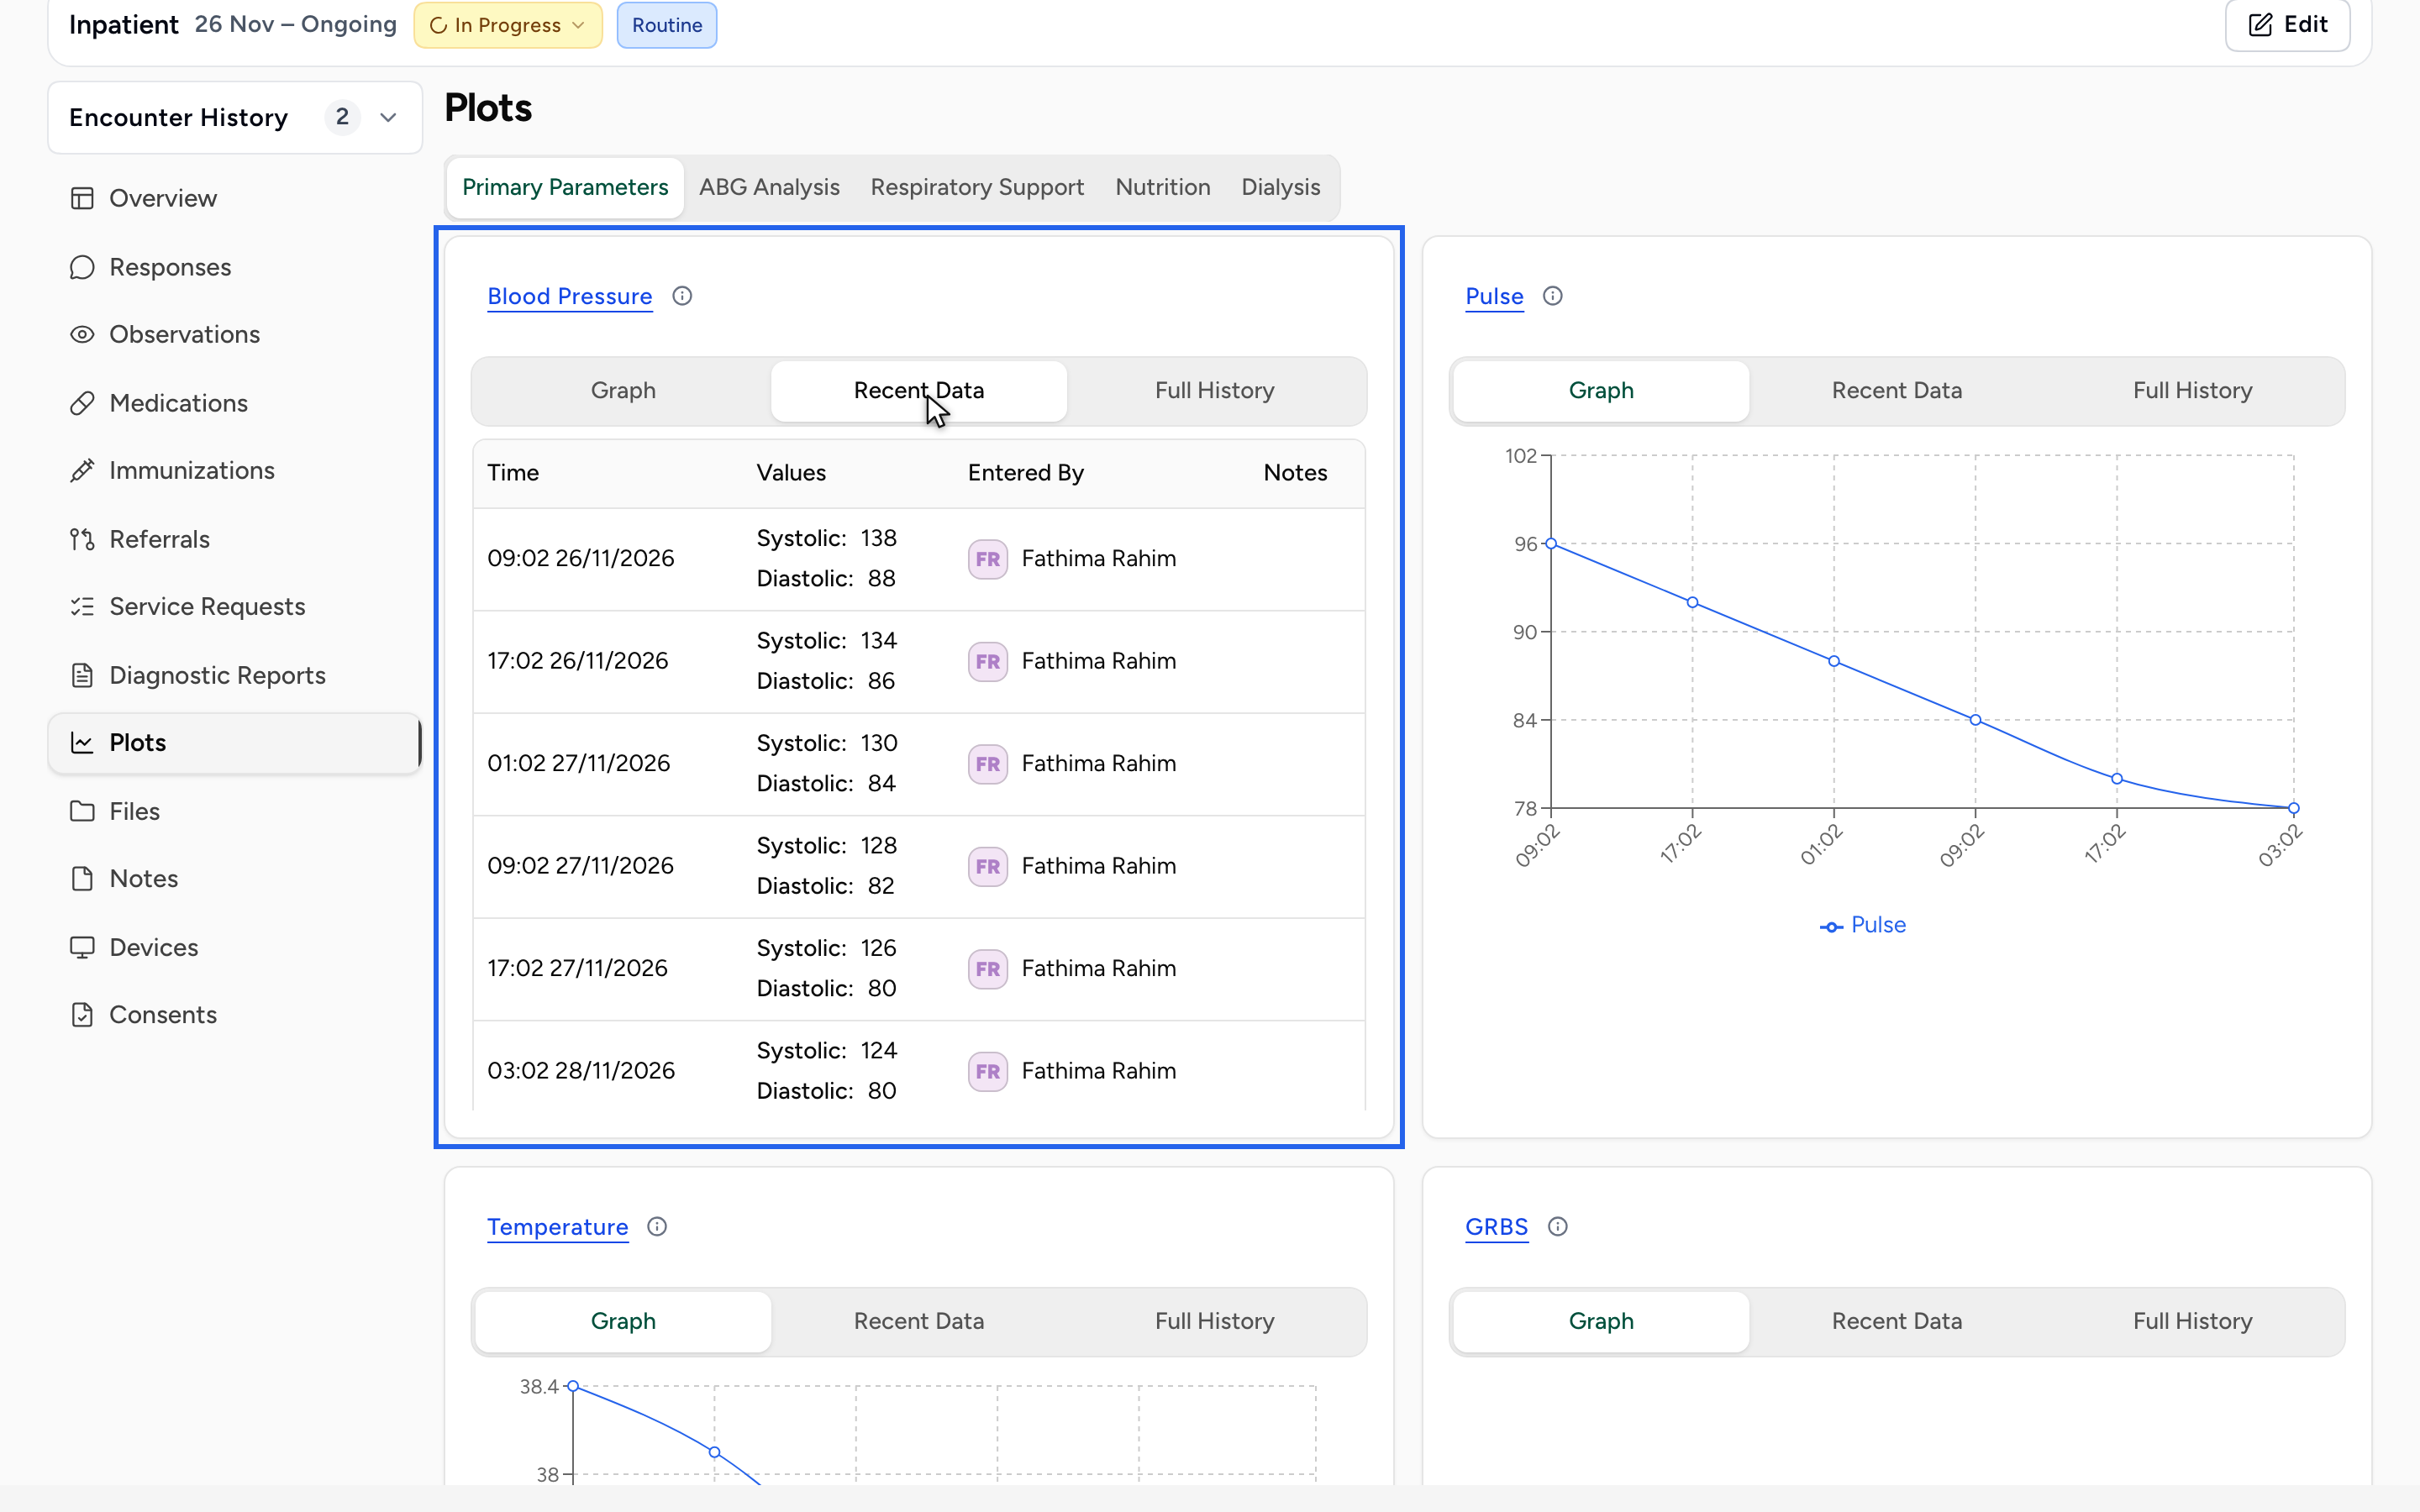 Inpatient 26 Nov – Ongoing In Progress Routine Edit
Encounter History 2
Overview
Responses
Observations
Medications
Immunizations
Referrals
Service Requests
Diagnostic Reports
Plots
Files
Notes
Devices
Consents
Plots
Primary Parameters ABG Analysis Respiratory Support Nutrition Dialysis
Blood Pressure
Graph Recent Data Full History
Time Values Entered By Notes
09:02 26/11/2026 Systolic: 138 Diastolic: 88 FR Fathima Rahim
17:02 26/11/2026 Systolic: 134 Diastolic: 86 FR Fathima Rahim
01:02 27/11/2026 Systolic: 130 Diastolic: 84 FR Fathima Rahim
09:02 27/11/2026 Systolic: 128 Diastolic: 82 FR Fathima Rahim
17:02 27/11/2026 Systolic: 126 Diastolic: 80 FR Fathima Rahim
03:02 28/11/2026 Systolic: 124 Diastolic: 80 FR Fathima Rahim
Pulse
Graph Recent Data Full History
102
96
90
84
78
09:02 17:02 01:02 09:02 17:02 03:02
Pulse
Temperature
Graph Recent Data Full History
38.4
38
GRBS
Graph Recent Data Full History